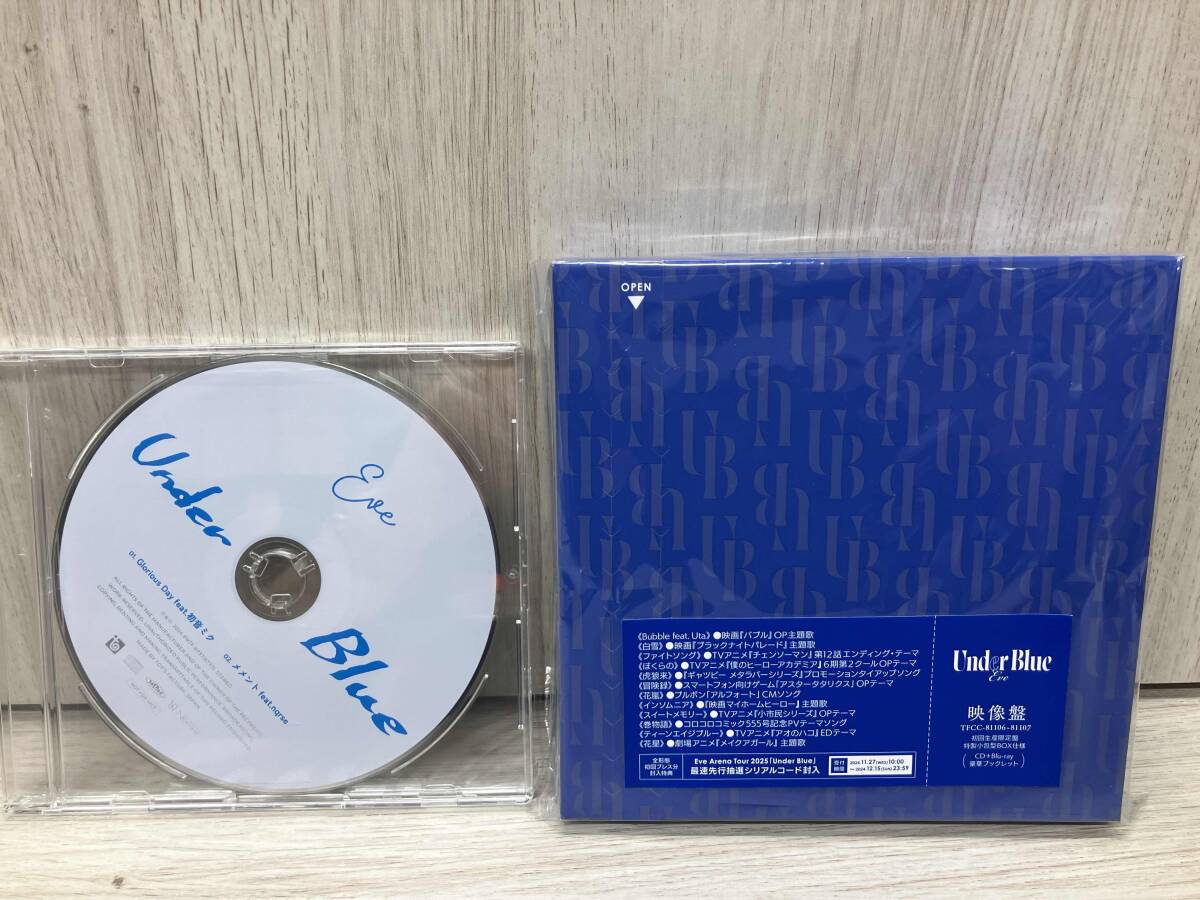 Eve
Under
Blue
01. Glorious Day feat.初音ミク
02. メメント feat.nqrse
OPEN
《Bubble feat. Uta》●映画『バブル』OP主題歌
《白雪》●映画『ブラックナイトパレード』主題歌
《ファイトソング》●TVアニメ『チェンソーマン』第12話 エンディング・テーマ
《ぼくらの》●TVアニメ『僕のヒーローアカデミア』6期第2クールOPテーマ
《虎狼来》●『ギャツビー メタラバーシリーズ』プロモーションタイアップソング
《冒険録》●スマートフォン向けゲーム『アスタータタリクス』OPテーマ
《花嵐》●ブルボン「アルフォート」CMソング
《インソムニア》●『映画マイホームヒーロー』主題歌
《スイートメモリー》●TVアニメ『小市民シリーズ』OPテーマ
《巻物語》●コロコロコミック555号記念PVテーマソング
《ティーンエイジブルー》●TVアニメ『アオのハコ』EDテーマ
《花星》●劇場アニメ『メイクアガール』主題歌
全形態
初回プレス分
封入特典
Eve Arena Tour 2025「Under Blue」
最速先行抽選シリアルコード封入
受付
期間
2024.11.27(WED)10:00
～2024.12.15(SUN)23:59
Under Blue
Eve
映像盤
TFCC-81106~81107
初回生産限定盤
特製小包型BOX仕様
CD+Blu-ray
豪華ブックレット